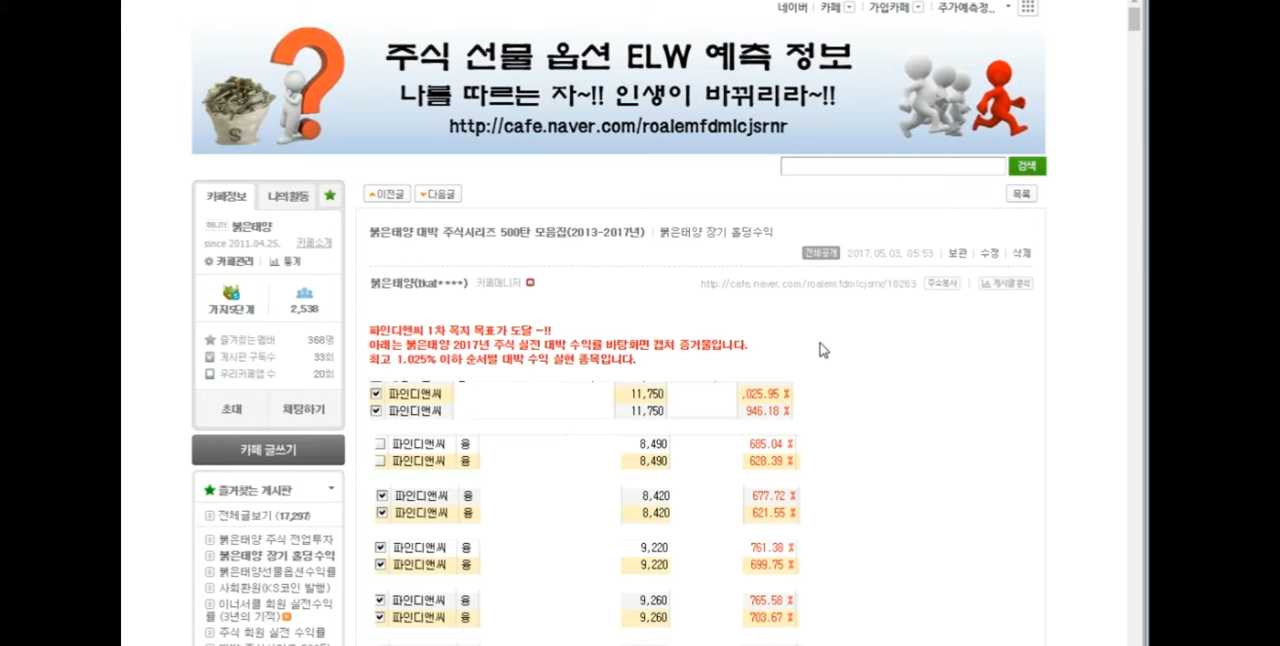 네이버 카페 가입카페 주가예측정..
주식 선물 옵션 ELW 예측 정보
나를 따르는 자~!! 인생이 바뀌리라~!!
http://cafe.naver.com/roalemfdmlcjsrnr
검색
카페정보 나의활동 이전글 다음글 목록
매니저 붉은태양
since 2011.04.25. 카페소개
카페관리 통계
가지5단계 2,538
즐겨찾는 멤버 368명
게시판 구독수 33회
우리카페앱 수 20회
초대 채팅하기
카페 글쓰기
즐겨찾는 게시판
전체글보기 (17,297)
붉은태양 주식 전업투자
붉은태양 장기 홀딩수익
붉은태양선물옵션수익률
사회환원(KS코인 발행)
이너서클 회원 실전수익
률 (3년의 기적)
주식 회원 실전 수익률
붉은태양 대박 주식시리즈 500탄 모음집(2013-2017년) 붉은태양 장기 홀딩수익
전체공개 2017.05.03. 05:53 보관 수정 삭제
붉은태양(tkat****) 카페매니저 http://cafe.naver.com/roalemfdmlcjsrnr/18263 주소복사 게시글분석
파인디앤씨 1차 꼭지 목표가 도달 ~!!
아래는 붉은태양 2017년 주식 실전 대박 수익률 바탕화면 캡쳐 증거물입니다.
최고 1.025% 이하 순서별 대박 수익 실현 종목입니다.
파인디앤씨 11,750 ,025.95 %
파인디앤씨 11,750 946.18 %
파인디앤씨 융 8,490 685.04 %
파인디앤씨 융 8,490 628.39 %
파인디앤씨 융 8,420 677.72 %
파인디앤씨 융 8,420 621.55 %
파인디앤씨 융 9,220 761.38 %
파인디앤씨 융 9,220 699.75 %
파인디앤씨 융 9,260 765.58 %
파인디앤씨 융 9,260 703.67 %